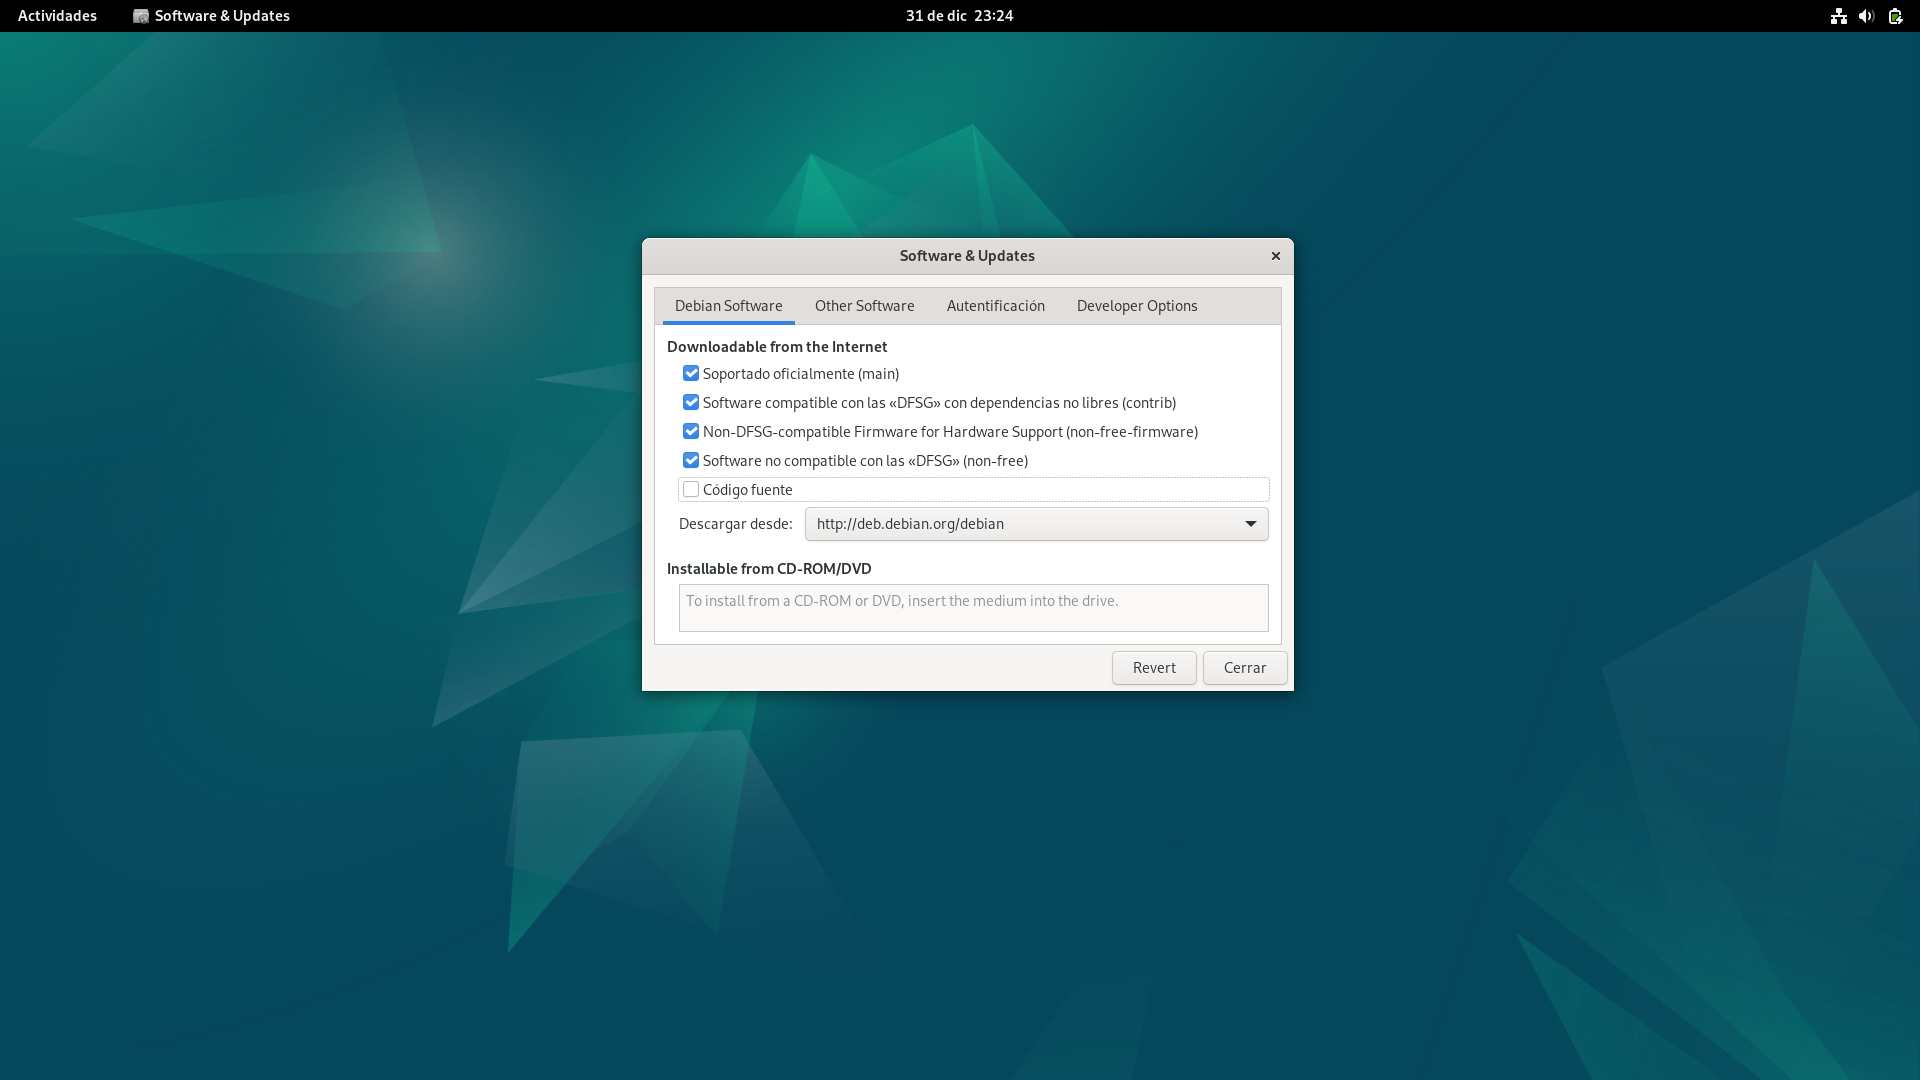 Actividades
Software & Updates
31 de dic 23:24
Software & Updates
Debian Software
Other Software
Autentificación
Developer Options
Downloadable from the Internet
Soportado oficialmente (main)
Software compatible con las «DFSG» con dependencias no libres (contrib)
Non-DFSG-compatible Firmware for Hardware Support (non-free-firmware)
Software no compatible con las «DFSG» (non-free)
Código fuente
Descargar desde:
http://deb.debian.org/debian
Installable from CD-ROM/DVD
To install from a CD-ROM or DVD, insert the medium into the drive.
Revert
Cerrar